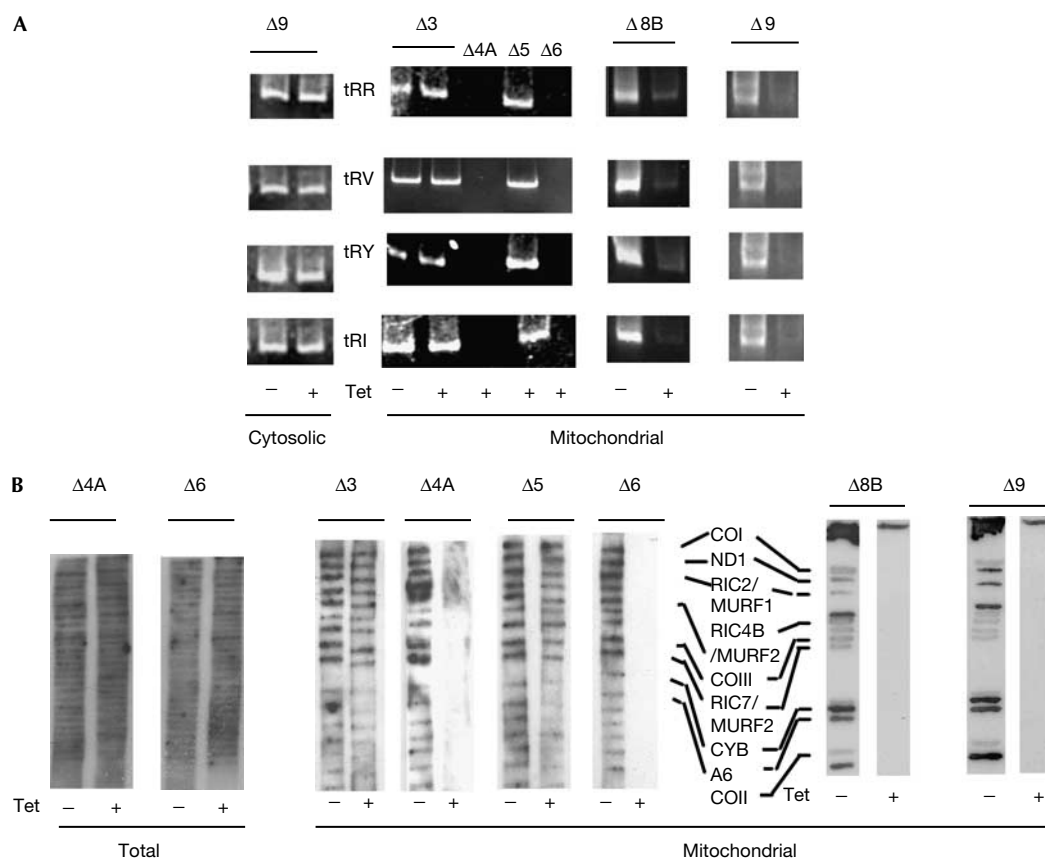 A
Δ9 Δ3 Δ4A Δ5 Δ6 Δ8B Δ9
tRR
tRV
tRY
tRI
– + Tet – + + + + – + – +
Cytosolic Mitochondrial
B
Δ4A Δ6 Δ3 Δ4A Δ5 Δ6 Δ8B Δ9
COI
ND1
RIC2/
MURF1
RIC4B
/MURF2
COIII
RIC7/
MURF2
CYB
A6
COII
Tet – + – + – + – + – + – + Tet – + – +
Total Mitochondrial